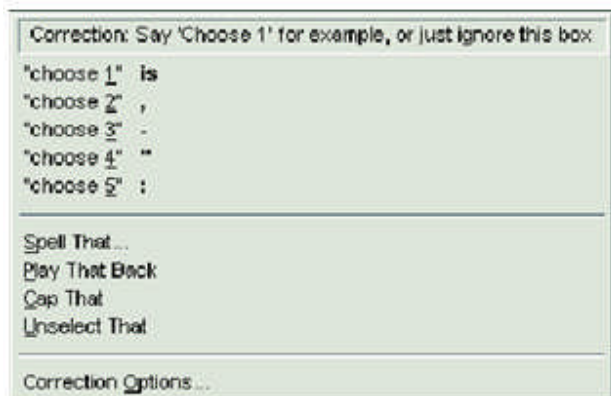 Correction: Say 'Choose 1' for example, or just ignore this box
"choose 1" is
"choose 2" ,
"choose 3" -
"choose 4" "
"choose 5" :
Spell That...
Play That Back
Cap That
Unselect That
Correction Options...